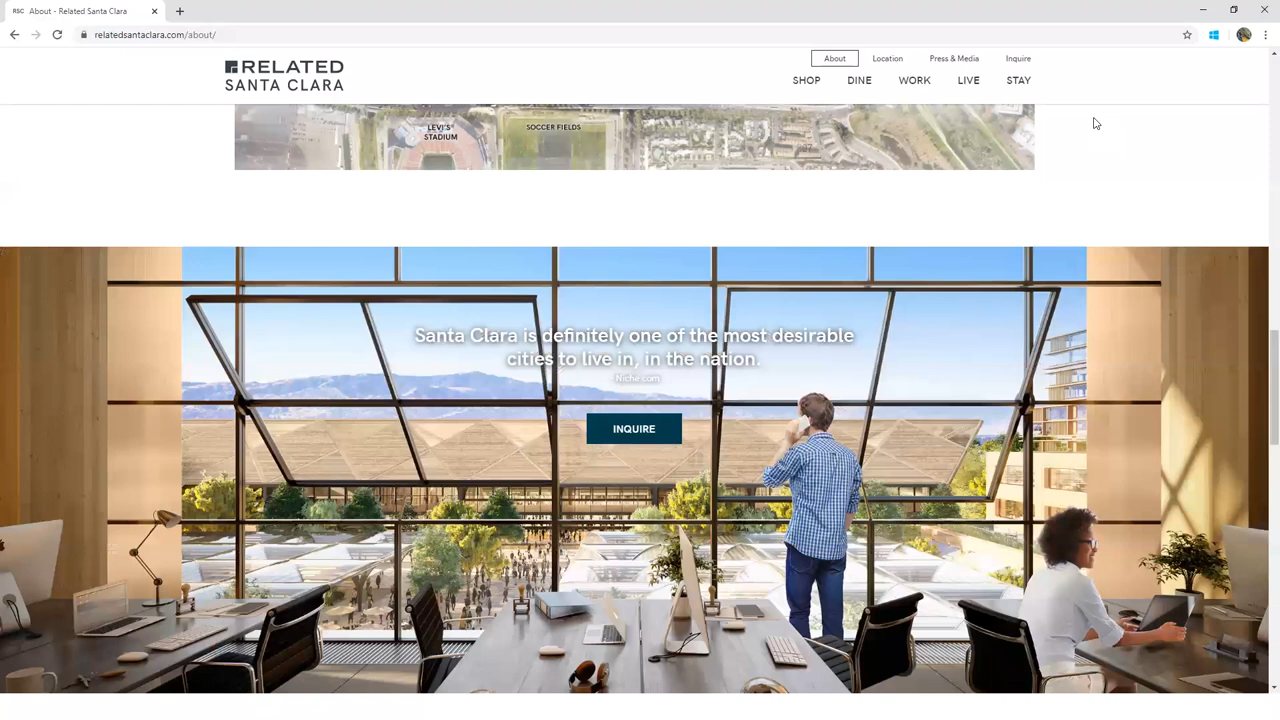 RSC About - Related Santa Clara
relatedsantaclara.com/about/
RELATED
SANTA CLARA
About Location Press & Media Inquire
SHOP DINE WORK LIVE STAY
LEVI'S®
STADIUM
SOCCER FIELDS
Santa Clara is definitely one of the most desirable
cities to live in, in the nation.
Niche.com
INQUIRE